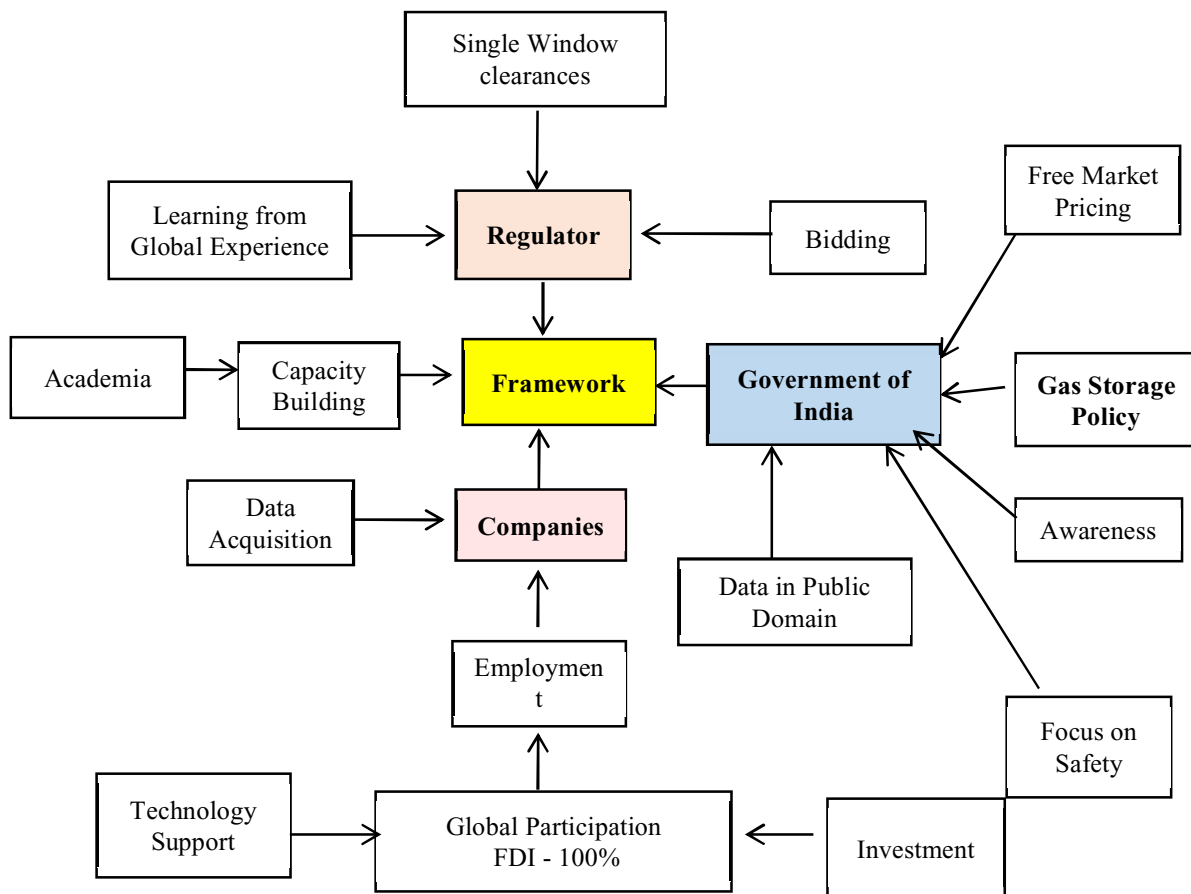 Single Window
clearances
Free Market
Pricing
Learning from
Global Experience
Regulator
Bidding
Academia
Capacity
Building
Framework
Government of
India
Gas Storage
Policy
Data
Acquisition
Companies
Data in Public
Domain
Awareness
Employmen
t
Focus on
Safety
Technology
Support
Global Participation
FDI - 100%
Investment